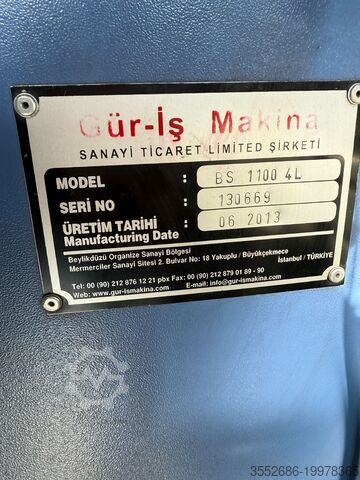 Gür-İş Makina
SANAYİ TİCARET LİMİTED ŞİRKETİ
MODEL : BS 1100 4L
SERİ NO : 130669
ÜRETİM TARİHİ : 06 2013
Manufacturing Date
Beylikdüzü Organize Sanayi Bölgesi
Mermerciler Sanayi Sitesi 2. Bulvar No: 18 Yakuplu / Büyükçekmece
İstanbul / TÜRKİYE
Tel: 00 (90) 212 876 12 21 pbx Fax: 00 (90) 212 879 01 89 - 90
Web: www.gur-ismakina.com E-mail: info@gur-ismakina.com
3552686-19978365